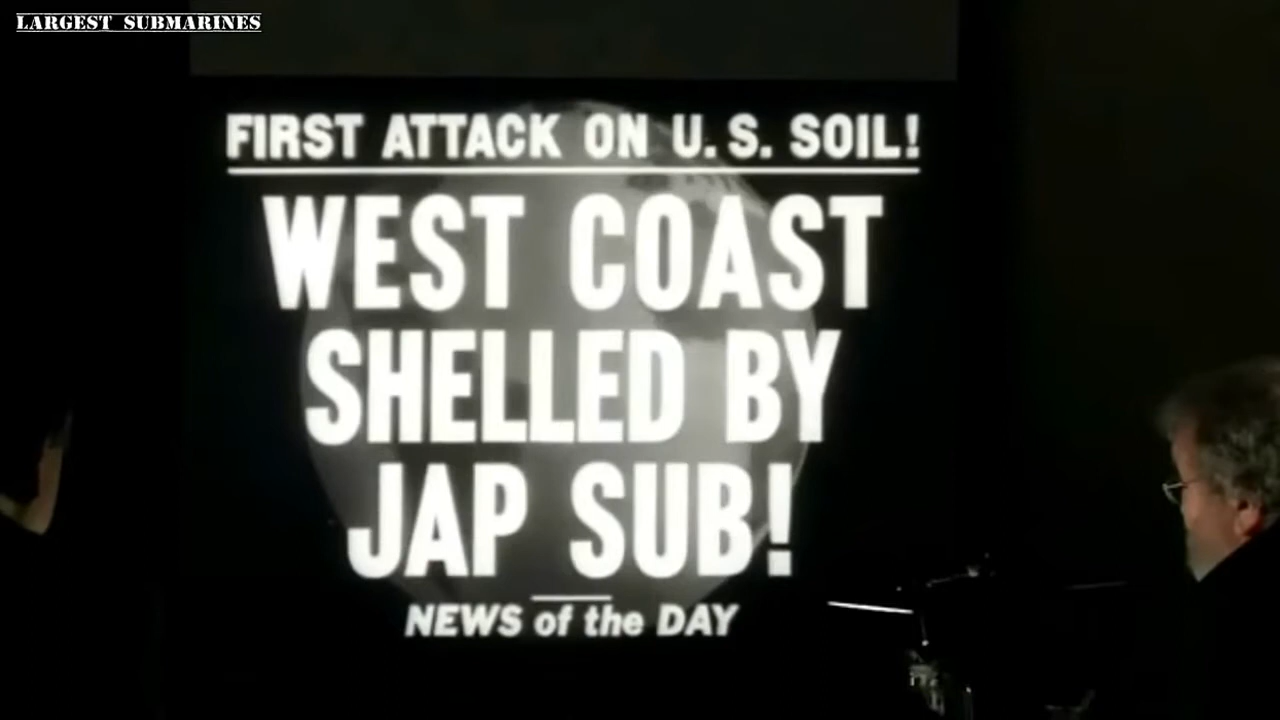 LARGEST SUBMARINES
FIRST ATTACK ON U.S. SOIL!
WEST COAST
SHELLED BY
JAP SUB!
NEWS of the DAY